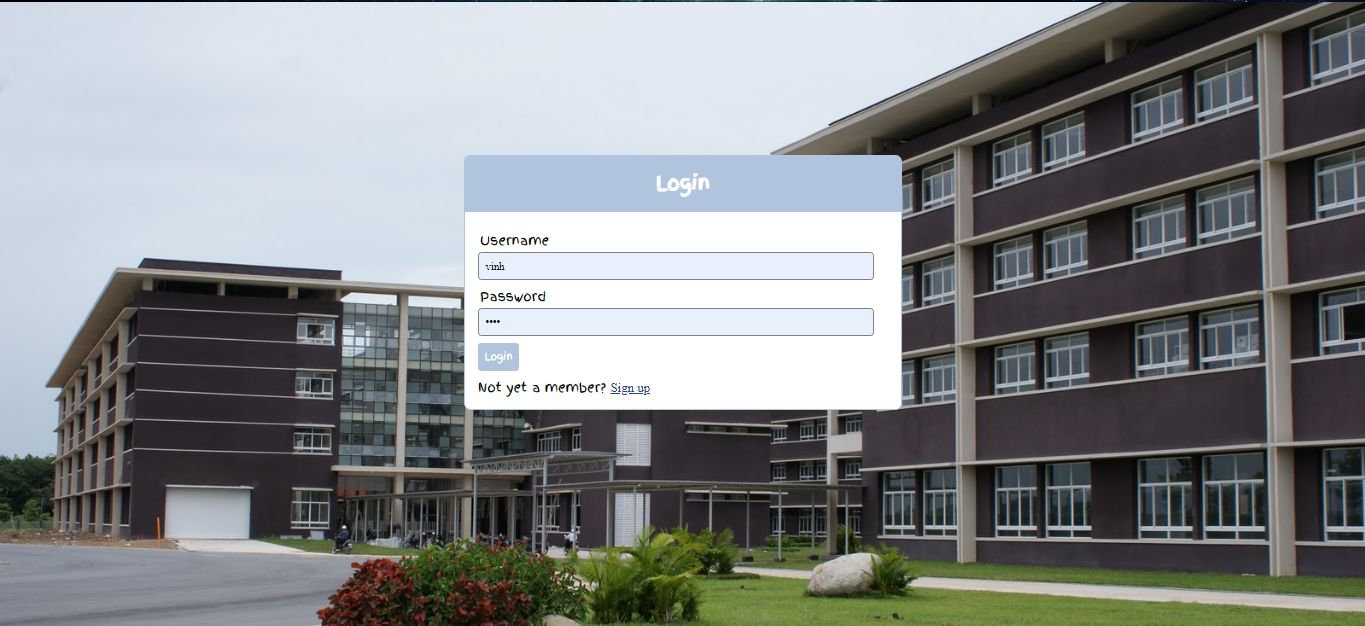 Login
Username
vinh
Password
••••
Login
Not yet a member? Sign up